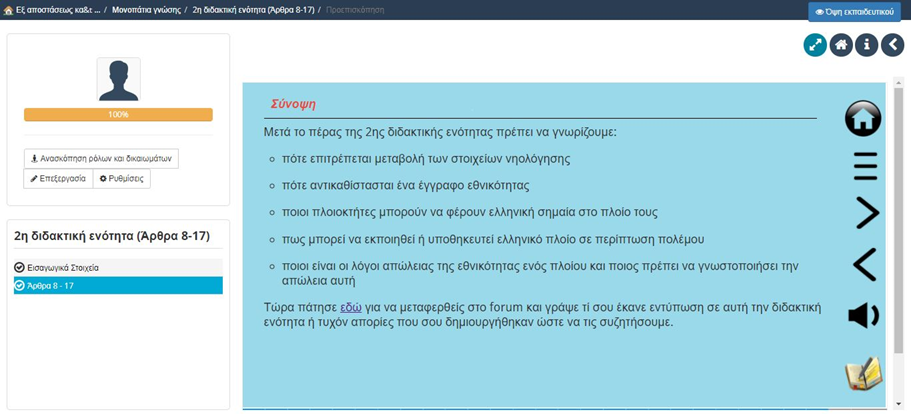 Εξ αποστάσεως κα&ε ... / Μονοπάτια γνώσης / 2η διδακτική ενότητα (Άρθρα 8-17) / Προεπισκόπηση
Όψη εκπαιδευτικού
100%
Ανασκόπηση ρόλων και δικαιωμάτων
Επεξεργασία
Ρυθμίσεις
2η διδακτική ενότητα (Άρθρα 8-17)
Εισαγωγικά Στοιχεία
Άρθρα 8 - 17
Σύνοψη
Μετά το πέρας της 2ης διδακτικής ενότητας πρέπει να γνωρίζουμε:
πότε επιτρέπεται μεταβολή των στοιχείων νηολόγησης
πότε αντικαθίστασται ένα έγγραφο εθνικότητας
ποιοι πλοιοκτήτες μπορούν να φέρουν ελληνική σημαία στο πλοίο τους
πως μπορεί να εκποιηθεί ή υποθηκευτεί ελληνικό πλοίο σε περίπτωση πολέμου
ποιοι είναι οι λόγοι απώλειας της εθνικότητας ενός πλοίου και ποιος πρέπει να γνωστοποιήσει την
απώλεια αυτή
Τώρα πάτησε εδώ για να μεταφερθείς στο forum και γράψε τί σου έκανε εντύπωση σε αυτή την διδακτική
ενότητα ή τυχόν απορίες που σου δημιουργήθηκαν ώστε να τις συζητήσουμε.